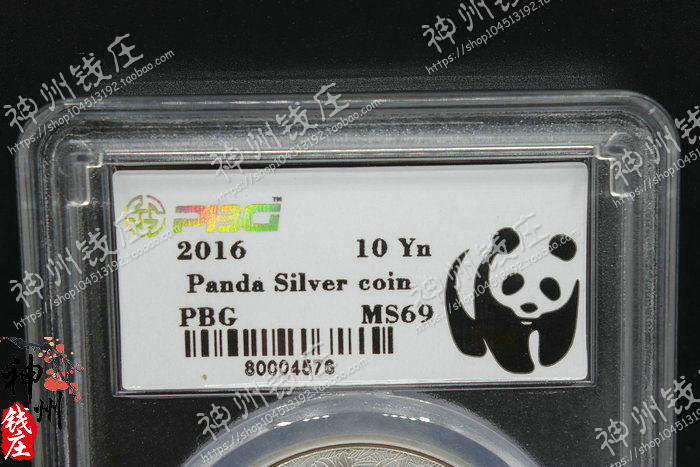 PBG™
2016 10 Yn
Panda Silver coin
PBG MS69
80004576
神州钱庄
https://shop104513192.taobao.com
神州
钱庄